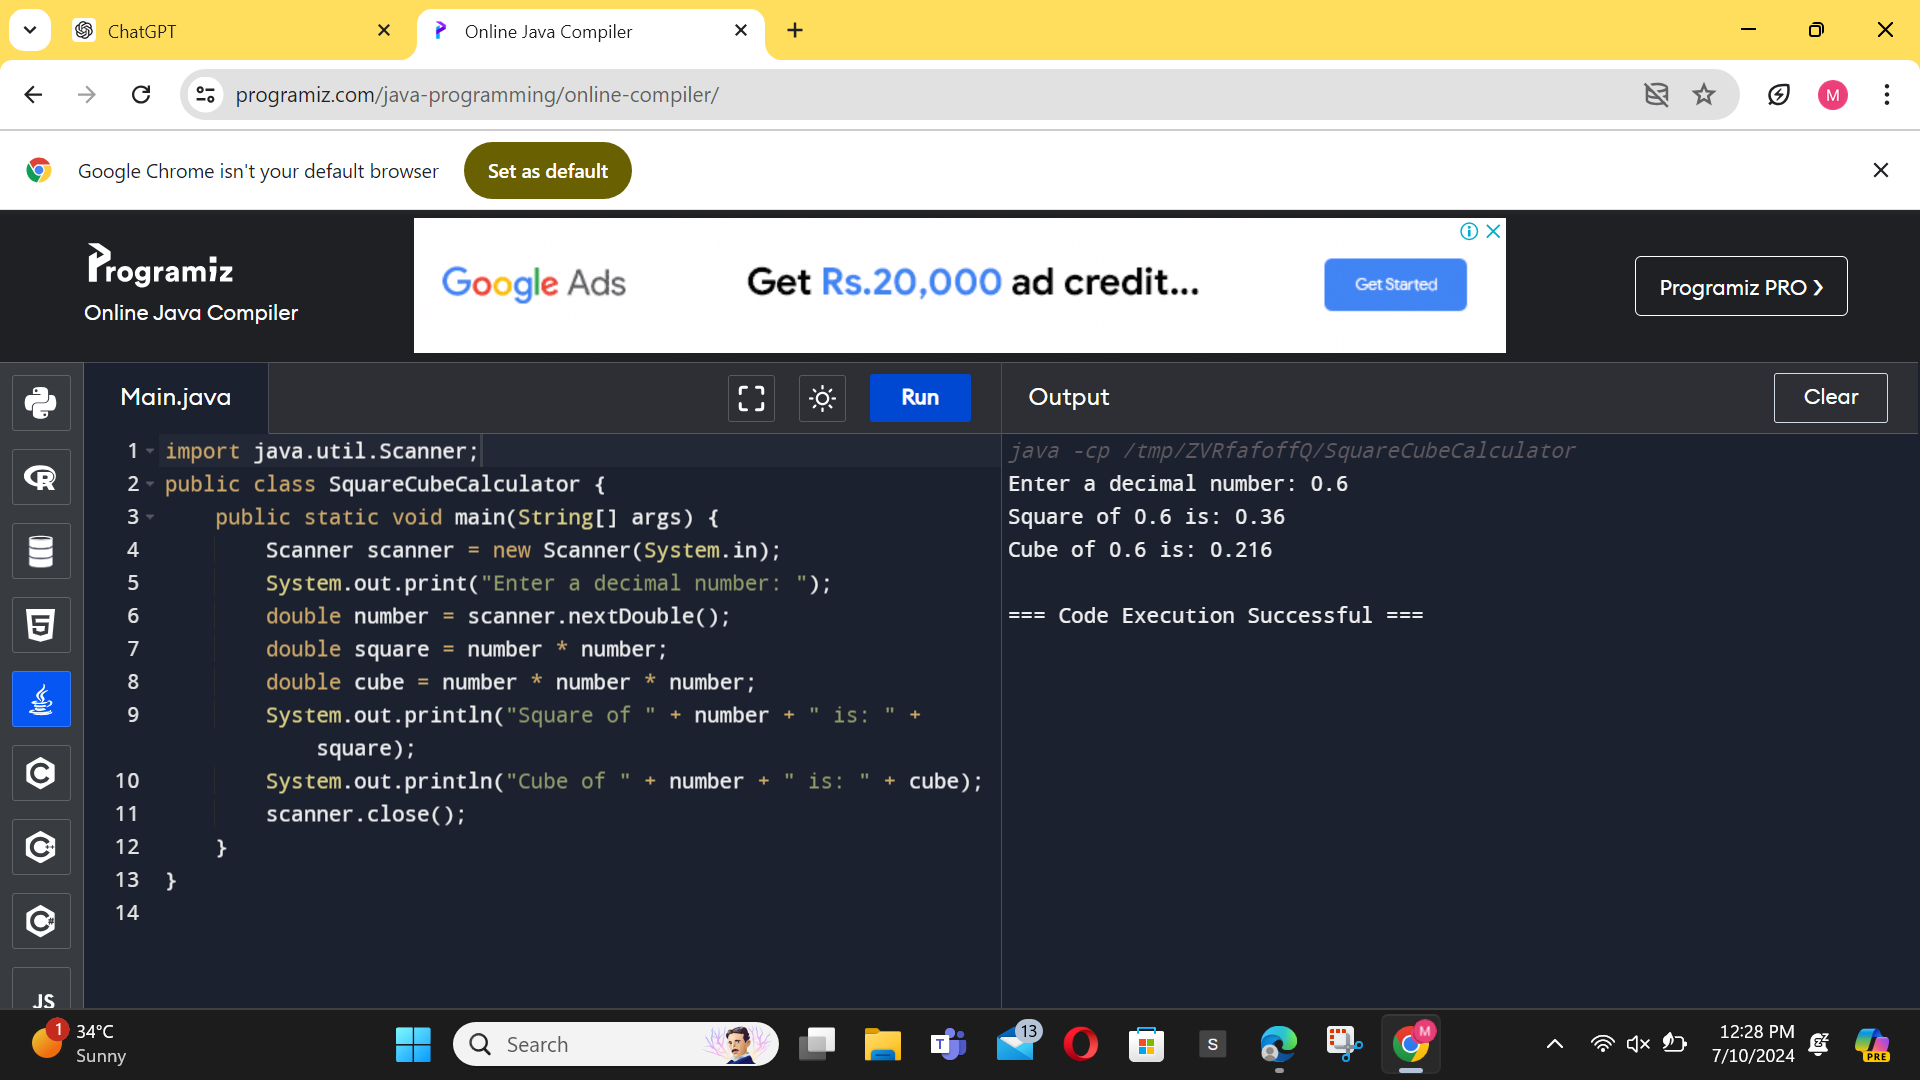 ChatGPT
Online Java Compiler
programiz.com/java-programming/online-compiler/
M
Google Chrome isn't your default browser
Set as default
Programiz
Online Java Compiler
Google Ads
Get Rs.20,000 ad credit...
Get Started
Programiz PRO ❯
Main.java
Run
Output
Clear
1 import java.util.Scanner;
2 public class SquareCubeCalculator {
3 public static void main(String[] args) {
4 Scanner scanner = new Scanner(System.in);
5 System.out.print("Enter a decimal number: ");
6 double number = scanner.nextDouble();
7 double square = number * number;
8 double cube = number * number * number;
9 System.out.println("Square of " + number + " is: " +
square);
10 System.out.println("Cube of " + number + " is: " + cube);
11 scanner.close();
12 }
13 }
14
java -cp /tmp/ZVRfafoffQ/SquareCubeCalculator
Enter a decimal number: 0.6
Square of 0.6 is: 0.36
Cube of 0.6 is: 0.216
=== Code Execution Successful ===
R
5
C
C++
C#
JS
1
34°C
Sunny
Search
T
13
S
M
12:28 PM
7/10/2024
PRE